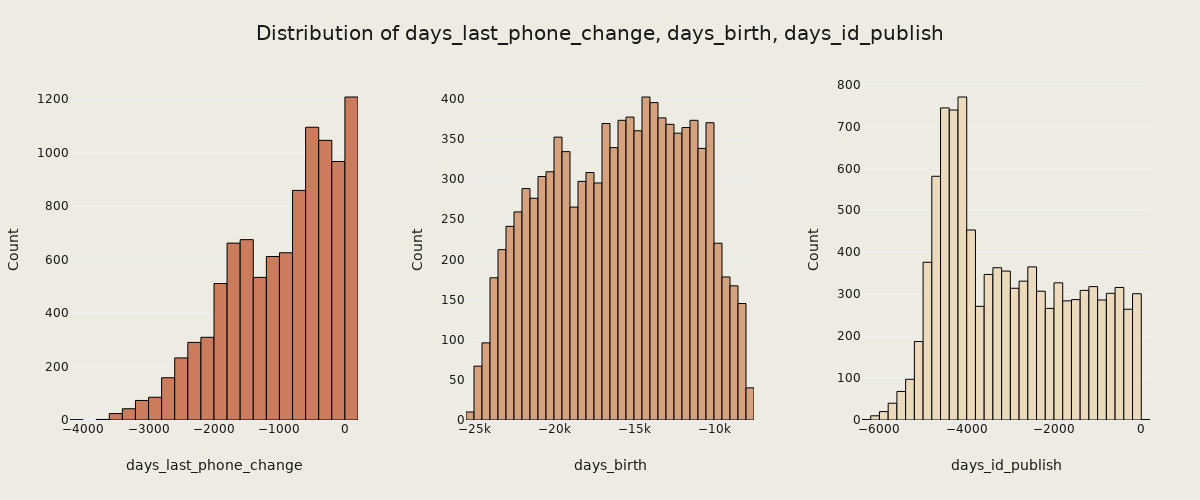 Distribution of days_last_phone_change, days_birth, days_id_publish
Count
1200
1000
800
600
400
200
0
−4000 −3000 −2000 −1000 0
days_last_phone_change
Count
400
350
300
250
200
150
100
50
0
−25k −20k −15k −10k
days_birth
Count
800
700
600
500
400
300
200
100
0
−6000 −4000 −2000 0
days_id_publish